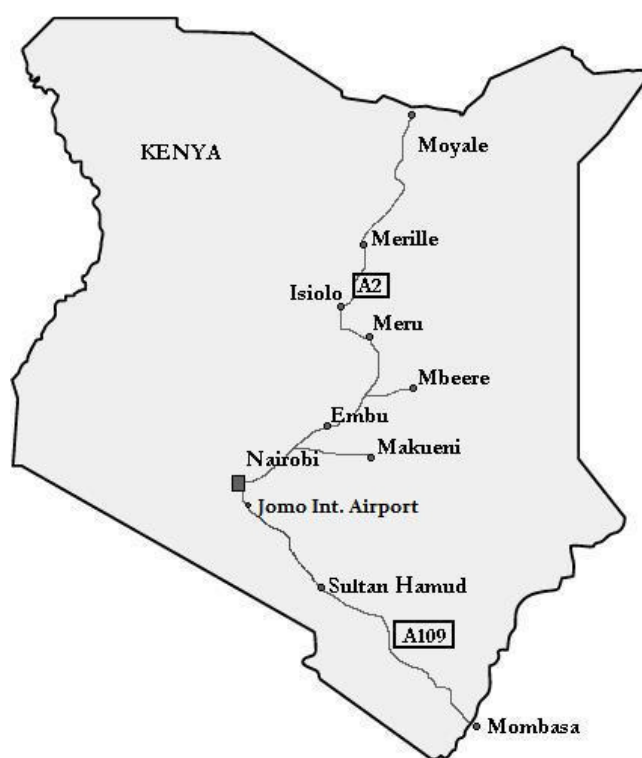 Moyale
KENYA
Merille
A2
Isiolo
Meru
Mbeere
Embu
Makueni
Nairobi
Jomo Int. Airport
Sultan Hamud
A109
Mombasa